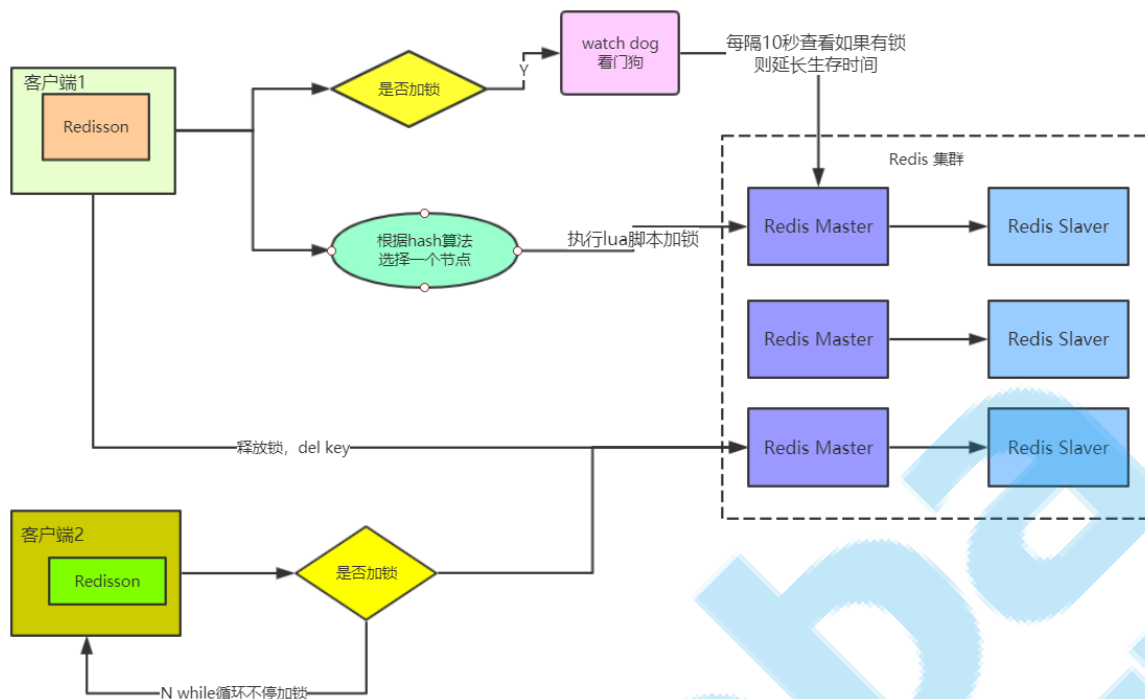 客户端1
Redisson
是否加锁
Y
watch dog
看门狗
每隔10秒查看如果有锁
则延长生存时间
根据hash算法
选择一个节点
执行lua脚本加锁
Redis 集群
Redis Master
Redis Slaver
Redis Master
Redis Slaver
Redis Master
Redis Slaver
释放锁，del key
客户端2
Redisson
是否加锁
N while循环不停加锁